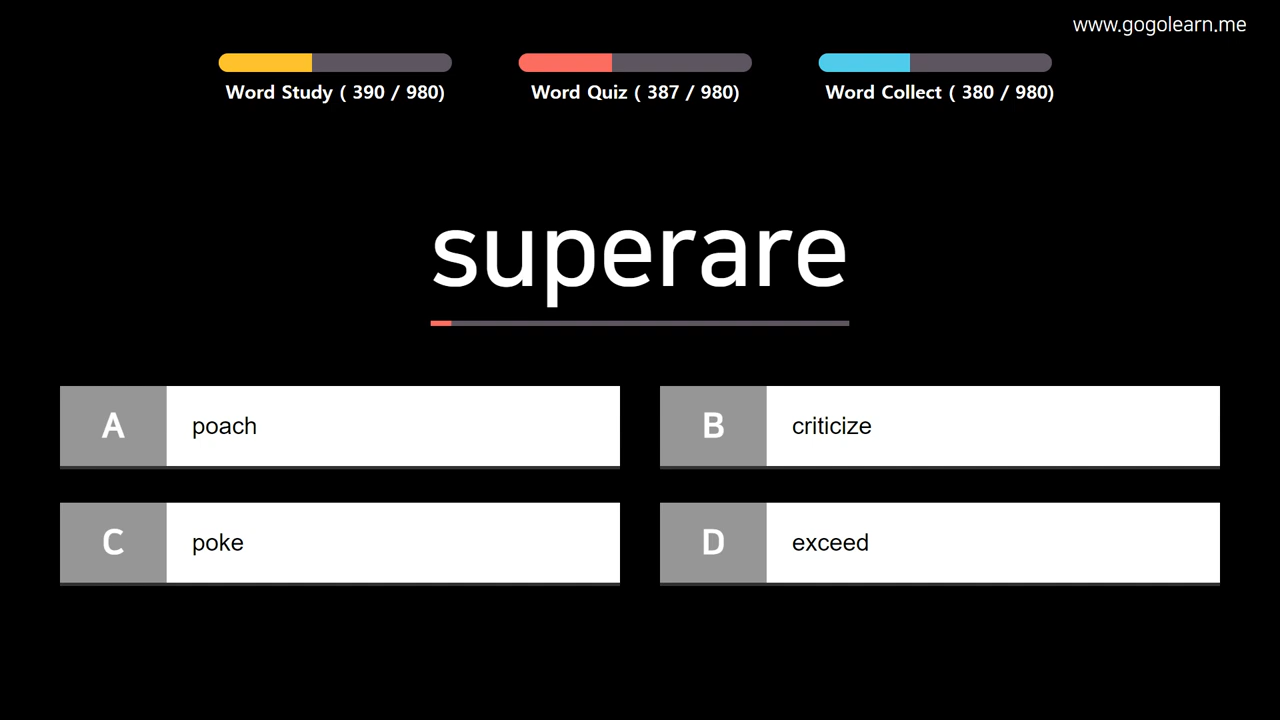 www.gogolearn.me
Word Study ( 390 / 980)
Word Quiz ( 387 / 980)
Word Collect ( 380 / 980)
superare
A poach
B criticize
C poke
D exceed